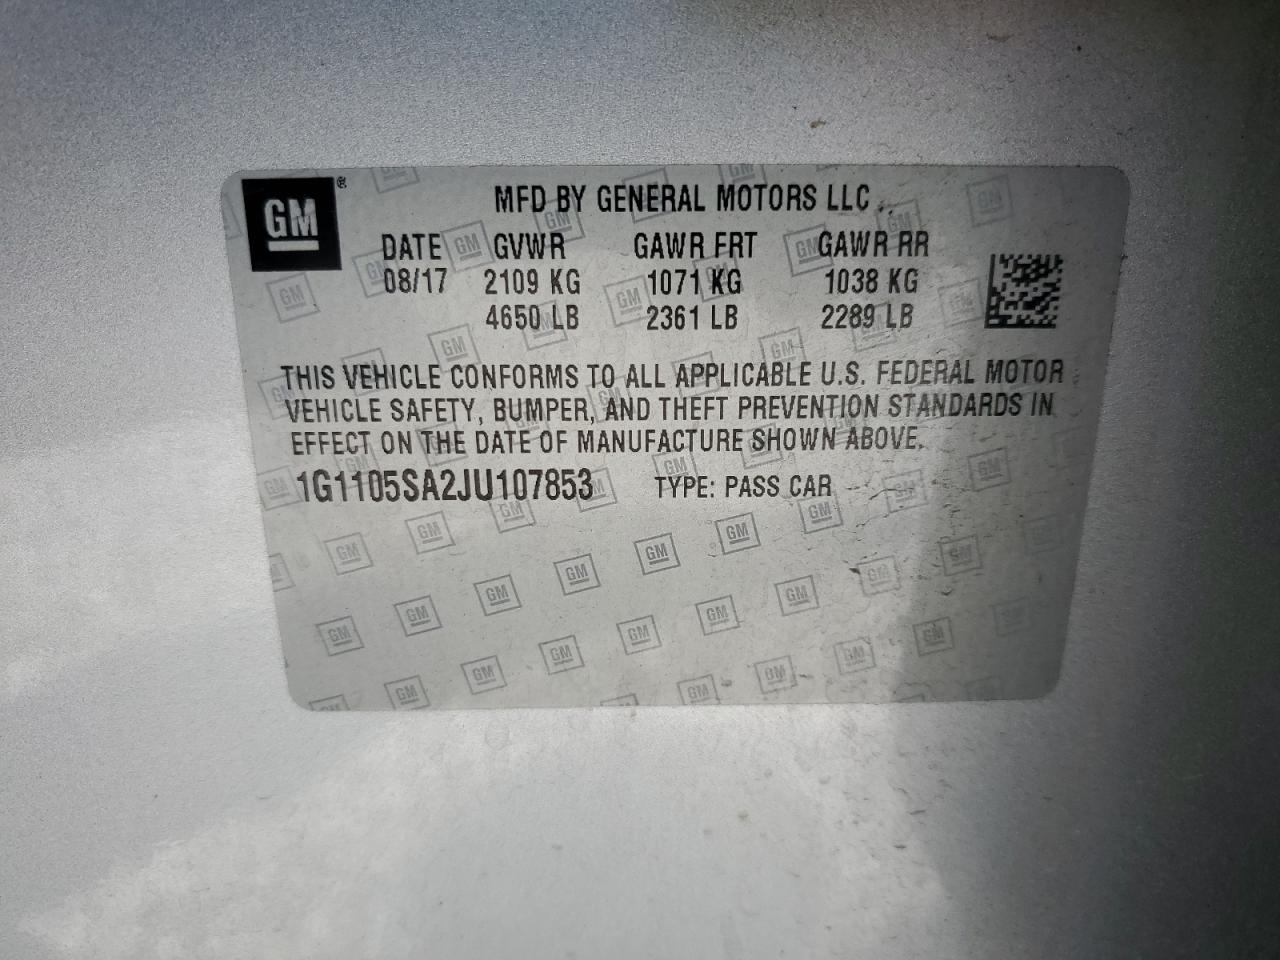 GM®
MFD BY GENERAL MOTORS LLC
DATE GVWR GAWR FRT GAWR RR
08/17 2109 KG 1071 KG 1038 KG
4650 LB 2361 LB 2289 LB
THIS VEHICLE CONFORMS TO ALL APPLICABLE U.S. FEDERAL MOTOR
VEHICLE SAFETY, BUMPER, AND THEFT PREVENTION STANDARDS IN
EFFECT ON THE DATE OF MANUFACTURE SHOWN ABOVE.
1G1105SA2JU107853 TYPE: PASS CAR